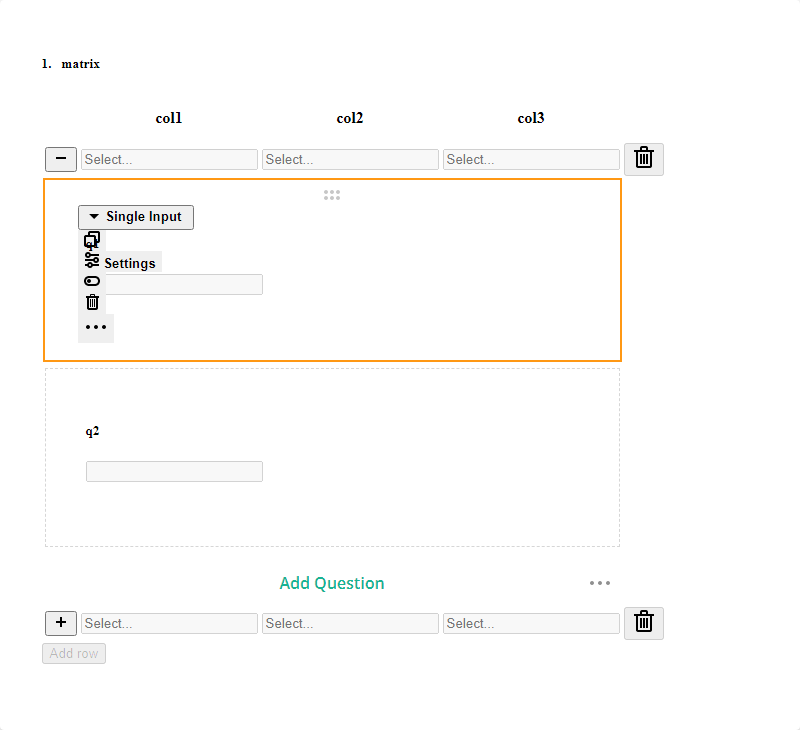 1. matrix
col1 col2 col3
− Select... Select... Select...
Single Input
q1
Settings
q2
Add Question
+ Select... Select... Select...
Add row